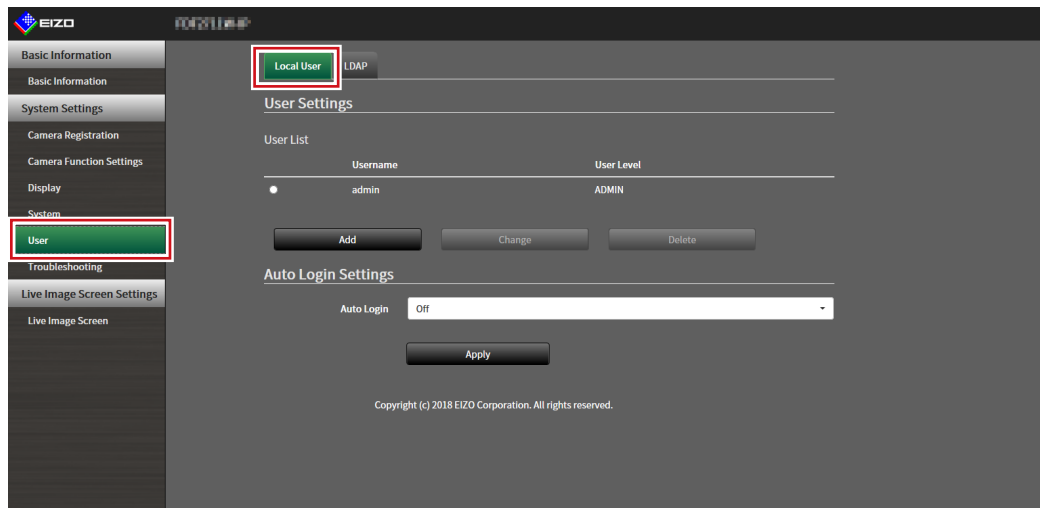 EIZO
Basic Information
Basic Information
System Settings
Camera Registration
Camera Function Settings
Display
System
User
Troubleshooting
Live Image Screen Settings
Live Image Screen
Local User LDAP
User Settings
User List
Username User Level
admin ADMIN
Add Change Delete
Auto Login Settings
Auto Login Off
Apply
Copyright (c) 2018 EIZO Corporation. All rights reserved.